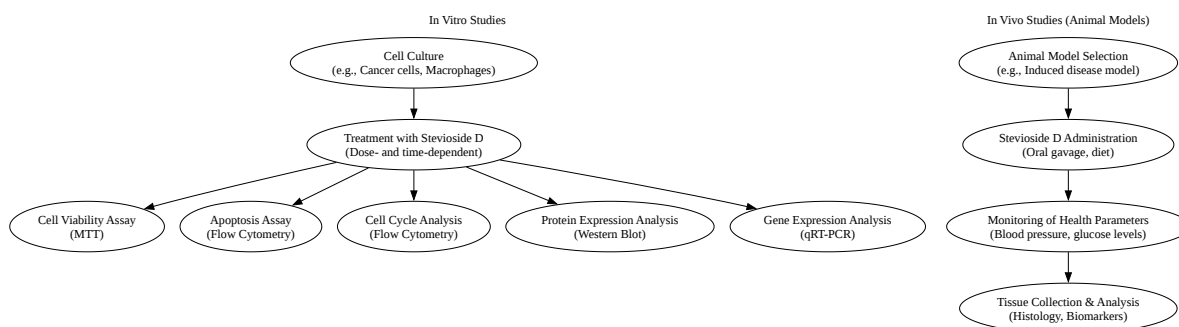 In Vitro Studies
Cell Culture
(e.g., Cancer cells, Macrophages)
Treatment with Stevioside D
(Dose- and time-dependent)
Cell Viability Assay
(MTT)
Apoptosis Assay
(Flow Cytometry)
Cell Cycle Analysis
(Flow Cytometry)
Protein Expression Analysis
(Western Blot)
Gene Expression Analysis
(qRT-PCR)
In Vivo Studies (Animal Models)
Animal Model Selection
(e.g., Induced disease model)
Stevioside D Administration
(Oral gavage, diet)
Monitoring of Health Parameters
(Blood pressure, glucose levels)
Tissue Collection & Analysis
(Histology, Biomarkers)